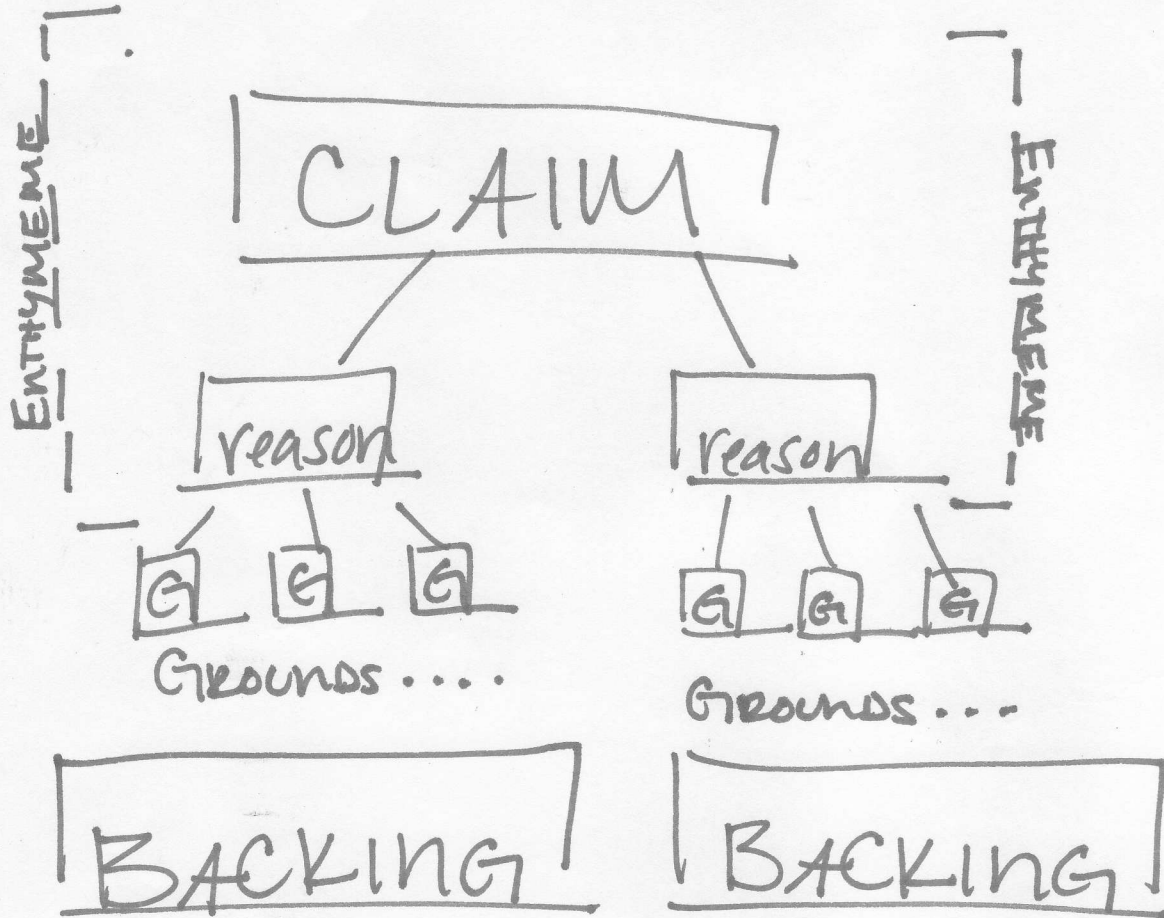 CLAIM
ENTHYMEME
ENTHYMEME
reason
reason
G G G
G G G
GROUNDS ....
GROUNDS ...
BACKING
BACKING